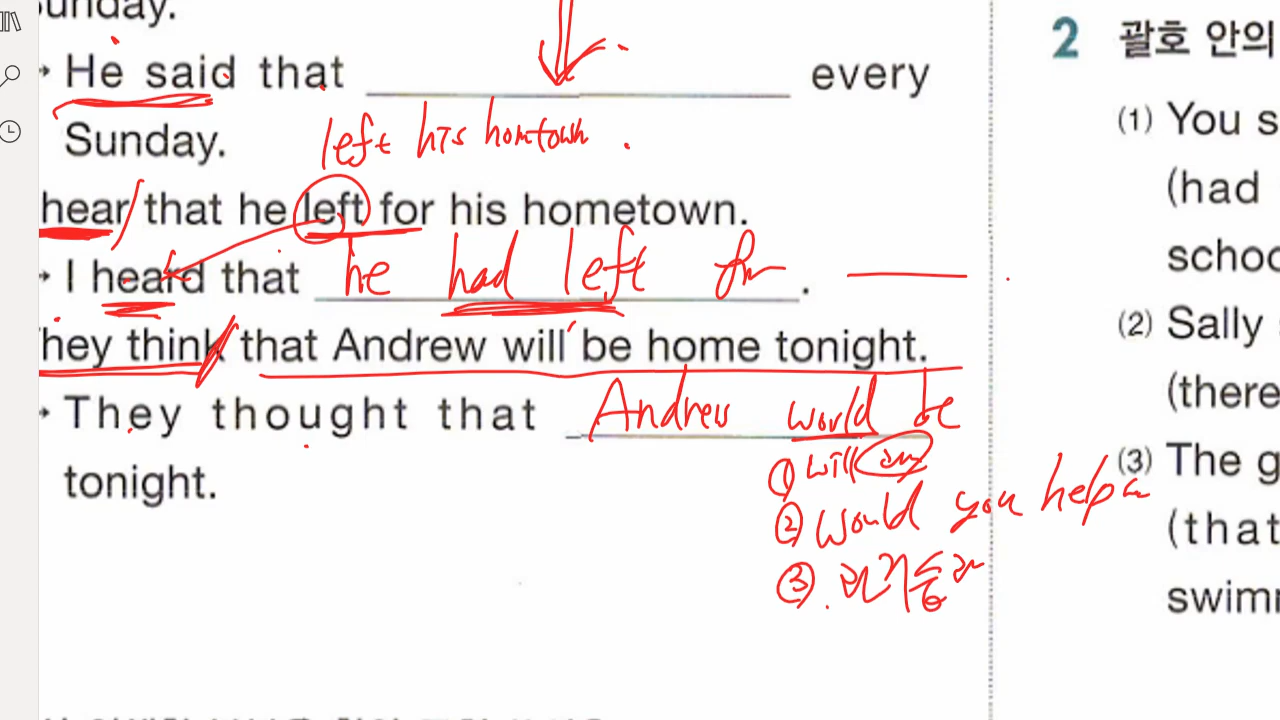 unday.
He said that every
Sunday.
left his homtown.
hear that he left for his hometown.
I heard that he had left for.
They think that Andrew will be home tonight.
They thought that Andrew would be
tonight.
① will
② Would you help
③
2 괄호 안의
(1) You s
(had
schoo
(2) Sally
(there
(3) The g
(that
swimr